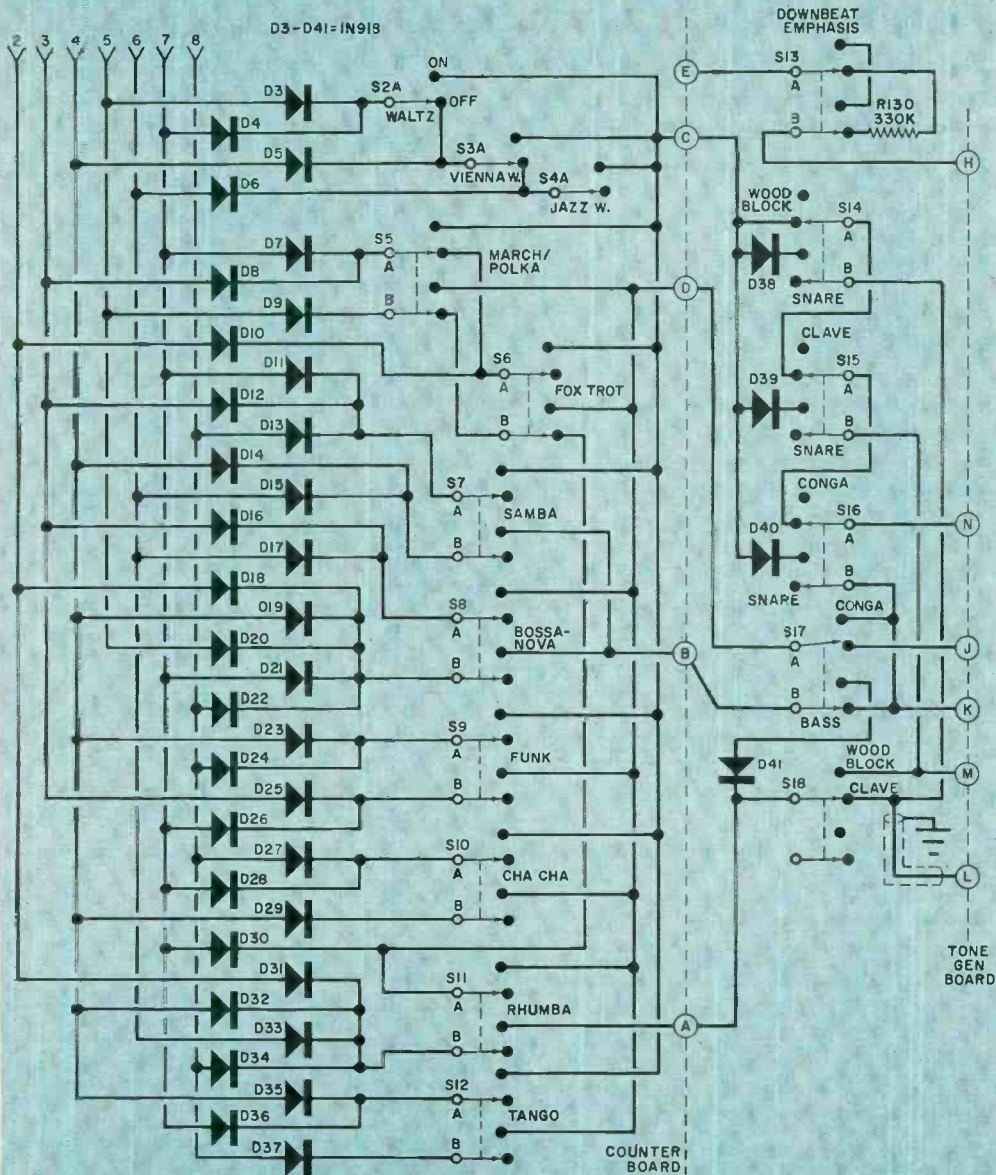 D3-D41=1N918
2 3 4 5 6 7 8
DOWNBEAT
EMPHASIS
ON
E
S13
A
D3
S2A
OFF
WALTZ
R130
330K
D4
B
C
D5
S3A
VIENNA W.
H
D6
S4A
JAZZ W.
WOOD
BLOCK
S14
A
D7
S5
A
MARCH/
POLKA
D8
D38
B
SNARE
D9
B
D
D10
CLAVE
D11
S6
A
FOX TROT
S15
A
D12
D39
D13
B
B
SNARE
D14
S7
A
SAMBA
CONGA
D15
D16
S16
A
N
D17
B
D40
D18
B
SNARE
CONGA
D19
S8
A
BOSSA-
NOVA
S17
A
J
D20
B
D21
B
B
BASS
K
D22
D23
S9
A
FUNK
D41
WOOD
BLOCK
M
D24
S18
CLAVE
D25
B
D26
D27
S10
A
CHA CHA
L
D28
D29
B
D30
TONE
GEN
BOARD
D31
S11
A
RHUMBA
D32
A
D33
B
D34
D35
S12
A
TANGO
D36
D37
B
COUNTER
BOARD